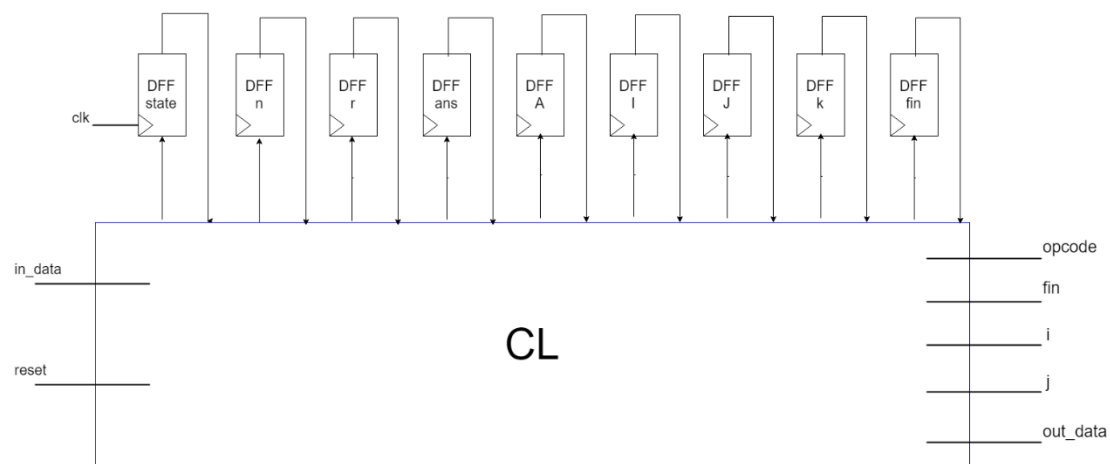 DFF
state
DFF
n
DFF
r
DFF
ans
DFF
A
DFF
I
DFF
J
DFF
k
DFF
fin
clk
in_data
reset
CL
opcode
fin
i
j
out_data